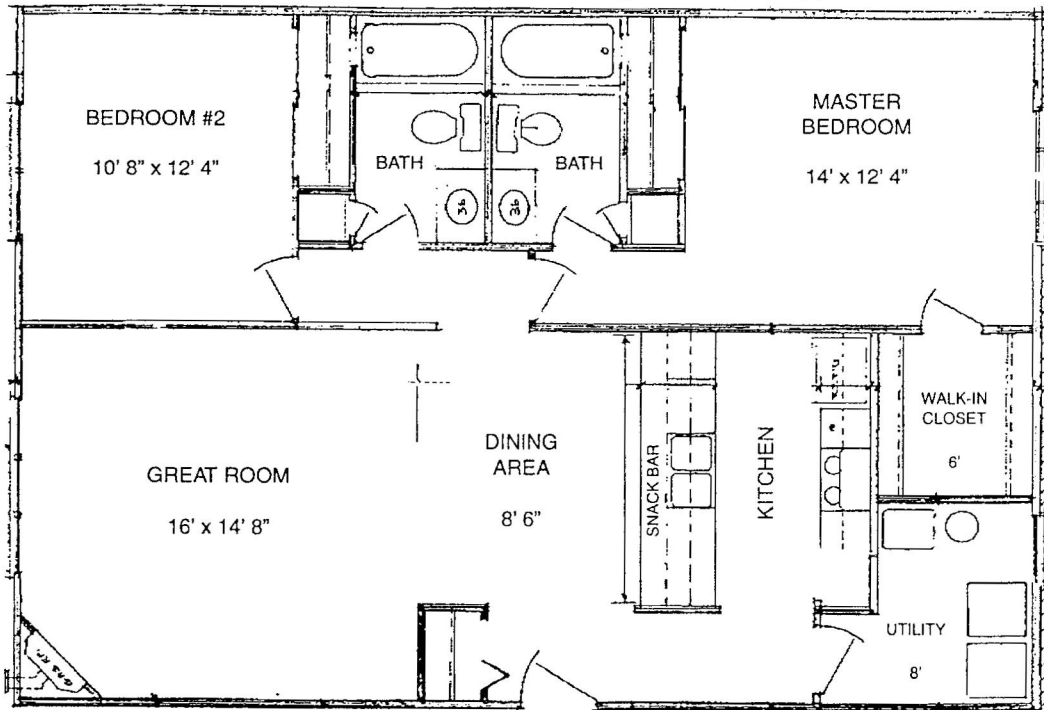 BEDROOM #2
10' 8" x 12' 4"
BATH
36
BATH
36
MASTER
BEDROOM
14' x 12' 4"
GREAT ROOM
16' x 14' 8"
DINING
AREA
8' 6"
SNACK BAR
KITCHEN
WALK-IN
CLOSET
6'
UTILITY
8'